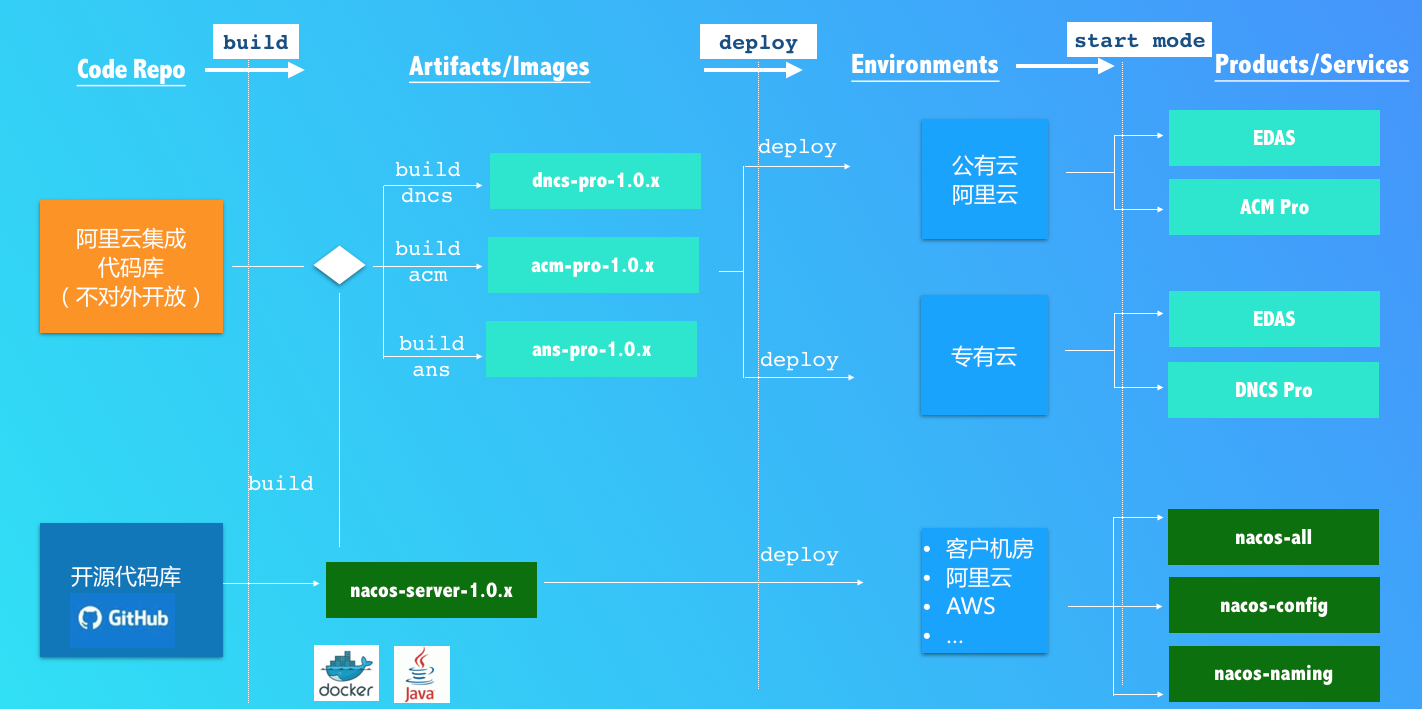 build
deploy
start mode
Code Repo
Artifacts/Images
Environments
Products/Services
阿里云集成
代码库
（不对外开放）
build
dncs
dncs-pro-1.0.x
build
acm
acm-pro-1.0.x
build
ans
ans-pro-1.0.x
deploy
deploy
公有云
阿里云
EDAS
ACM Pro
专有云
EDAS
DNCS Pro
build
开源代码库
GitHub
nacos-server-1.0.x
docker
Java
deploy
• 客户机房
• 阿里云
• AWS
• ...
nacos-all
nacos-config
nacos-naming